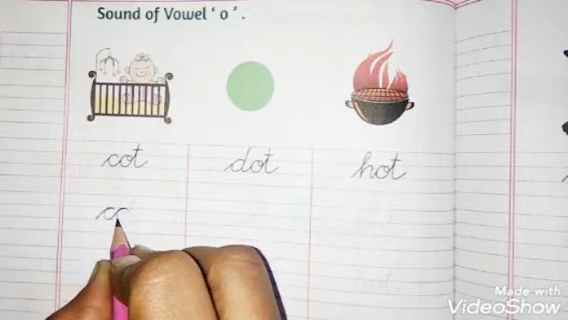 Sound of Vowel ‘ o ’ .
cot dot hot
Made with
VideoShow